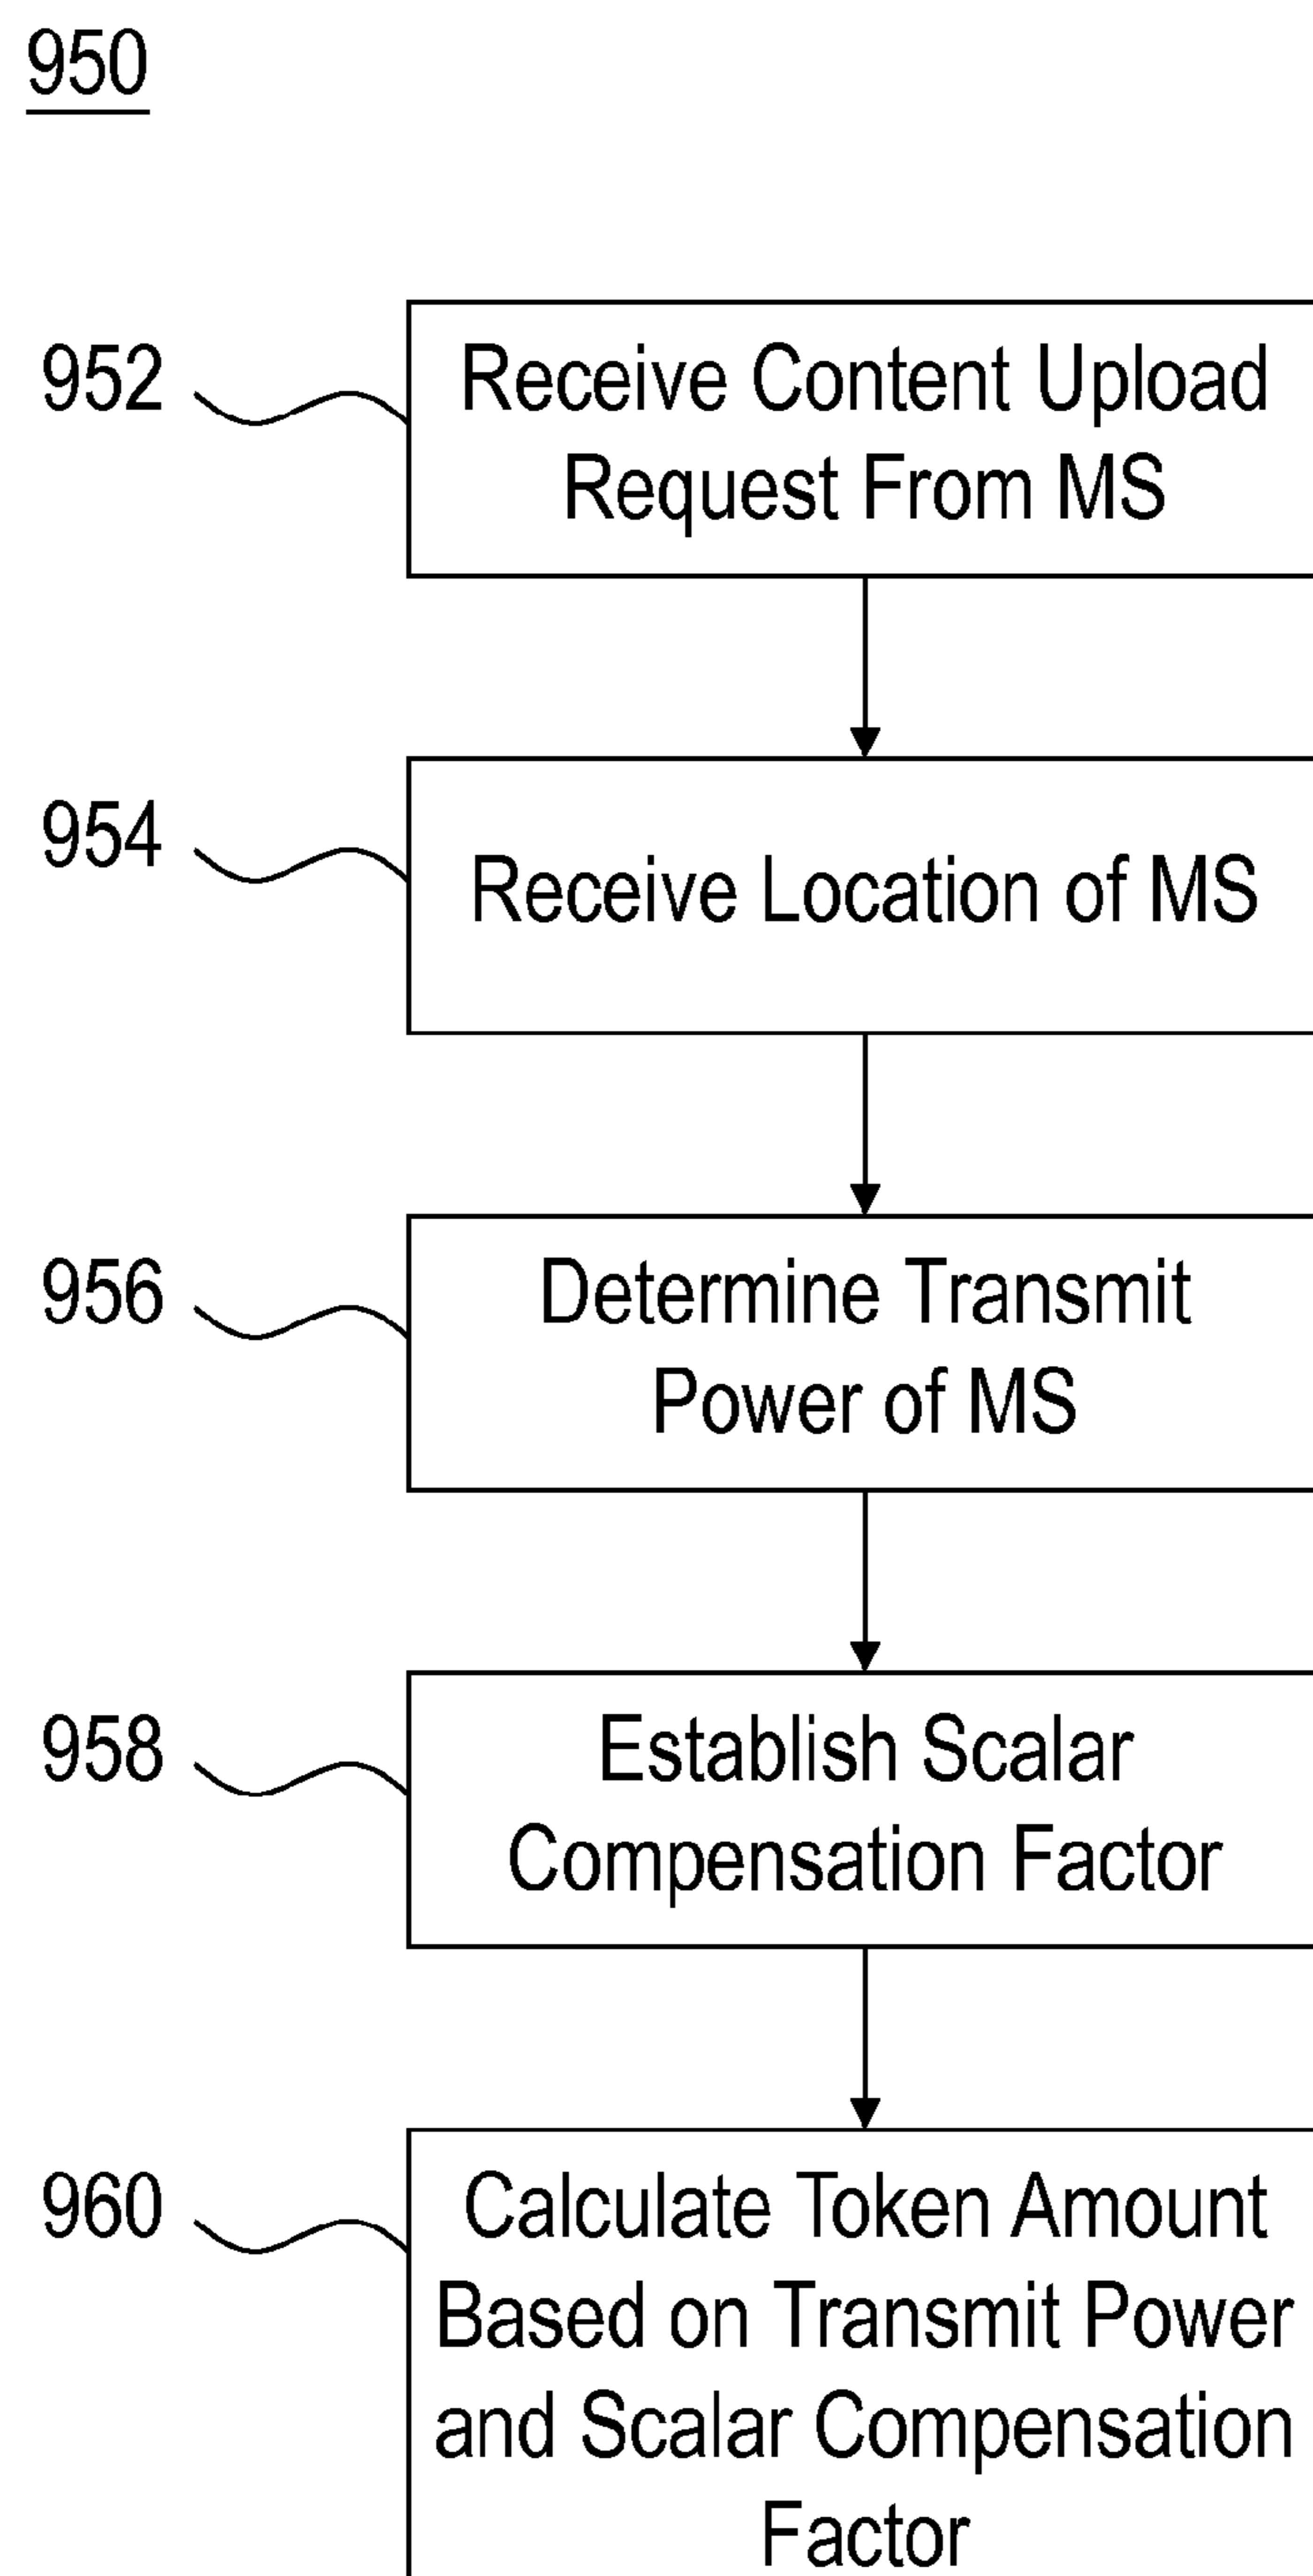 950
952
Receive Content Upload
Request From MS
954
Receive Location of MS
956
Determine Transmit
Power of MS
958
Establish Scalar
Compensation Factor
960
Calculate Token Amount
Based on Transmit Power
and Scalar Compensation
Factor